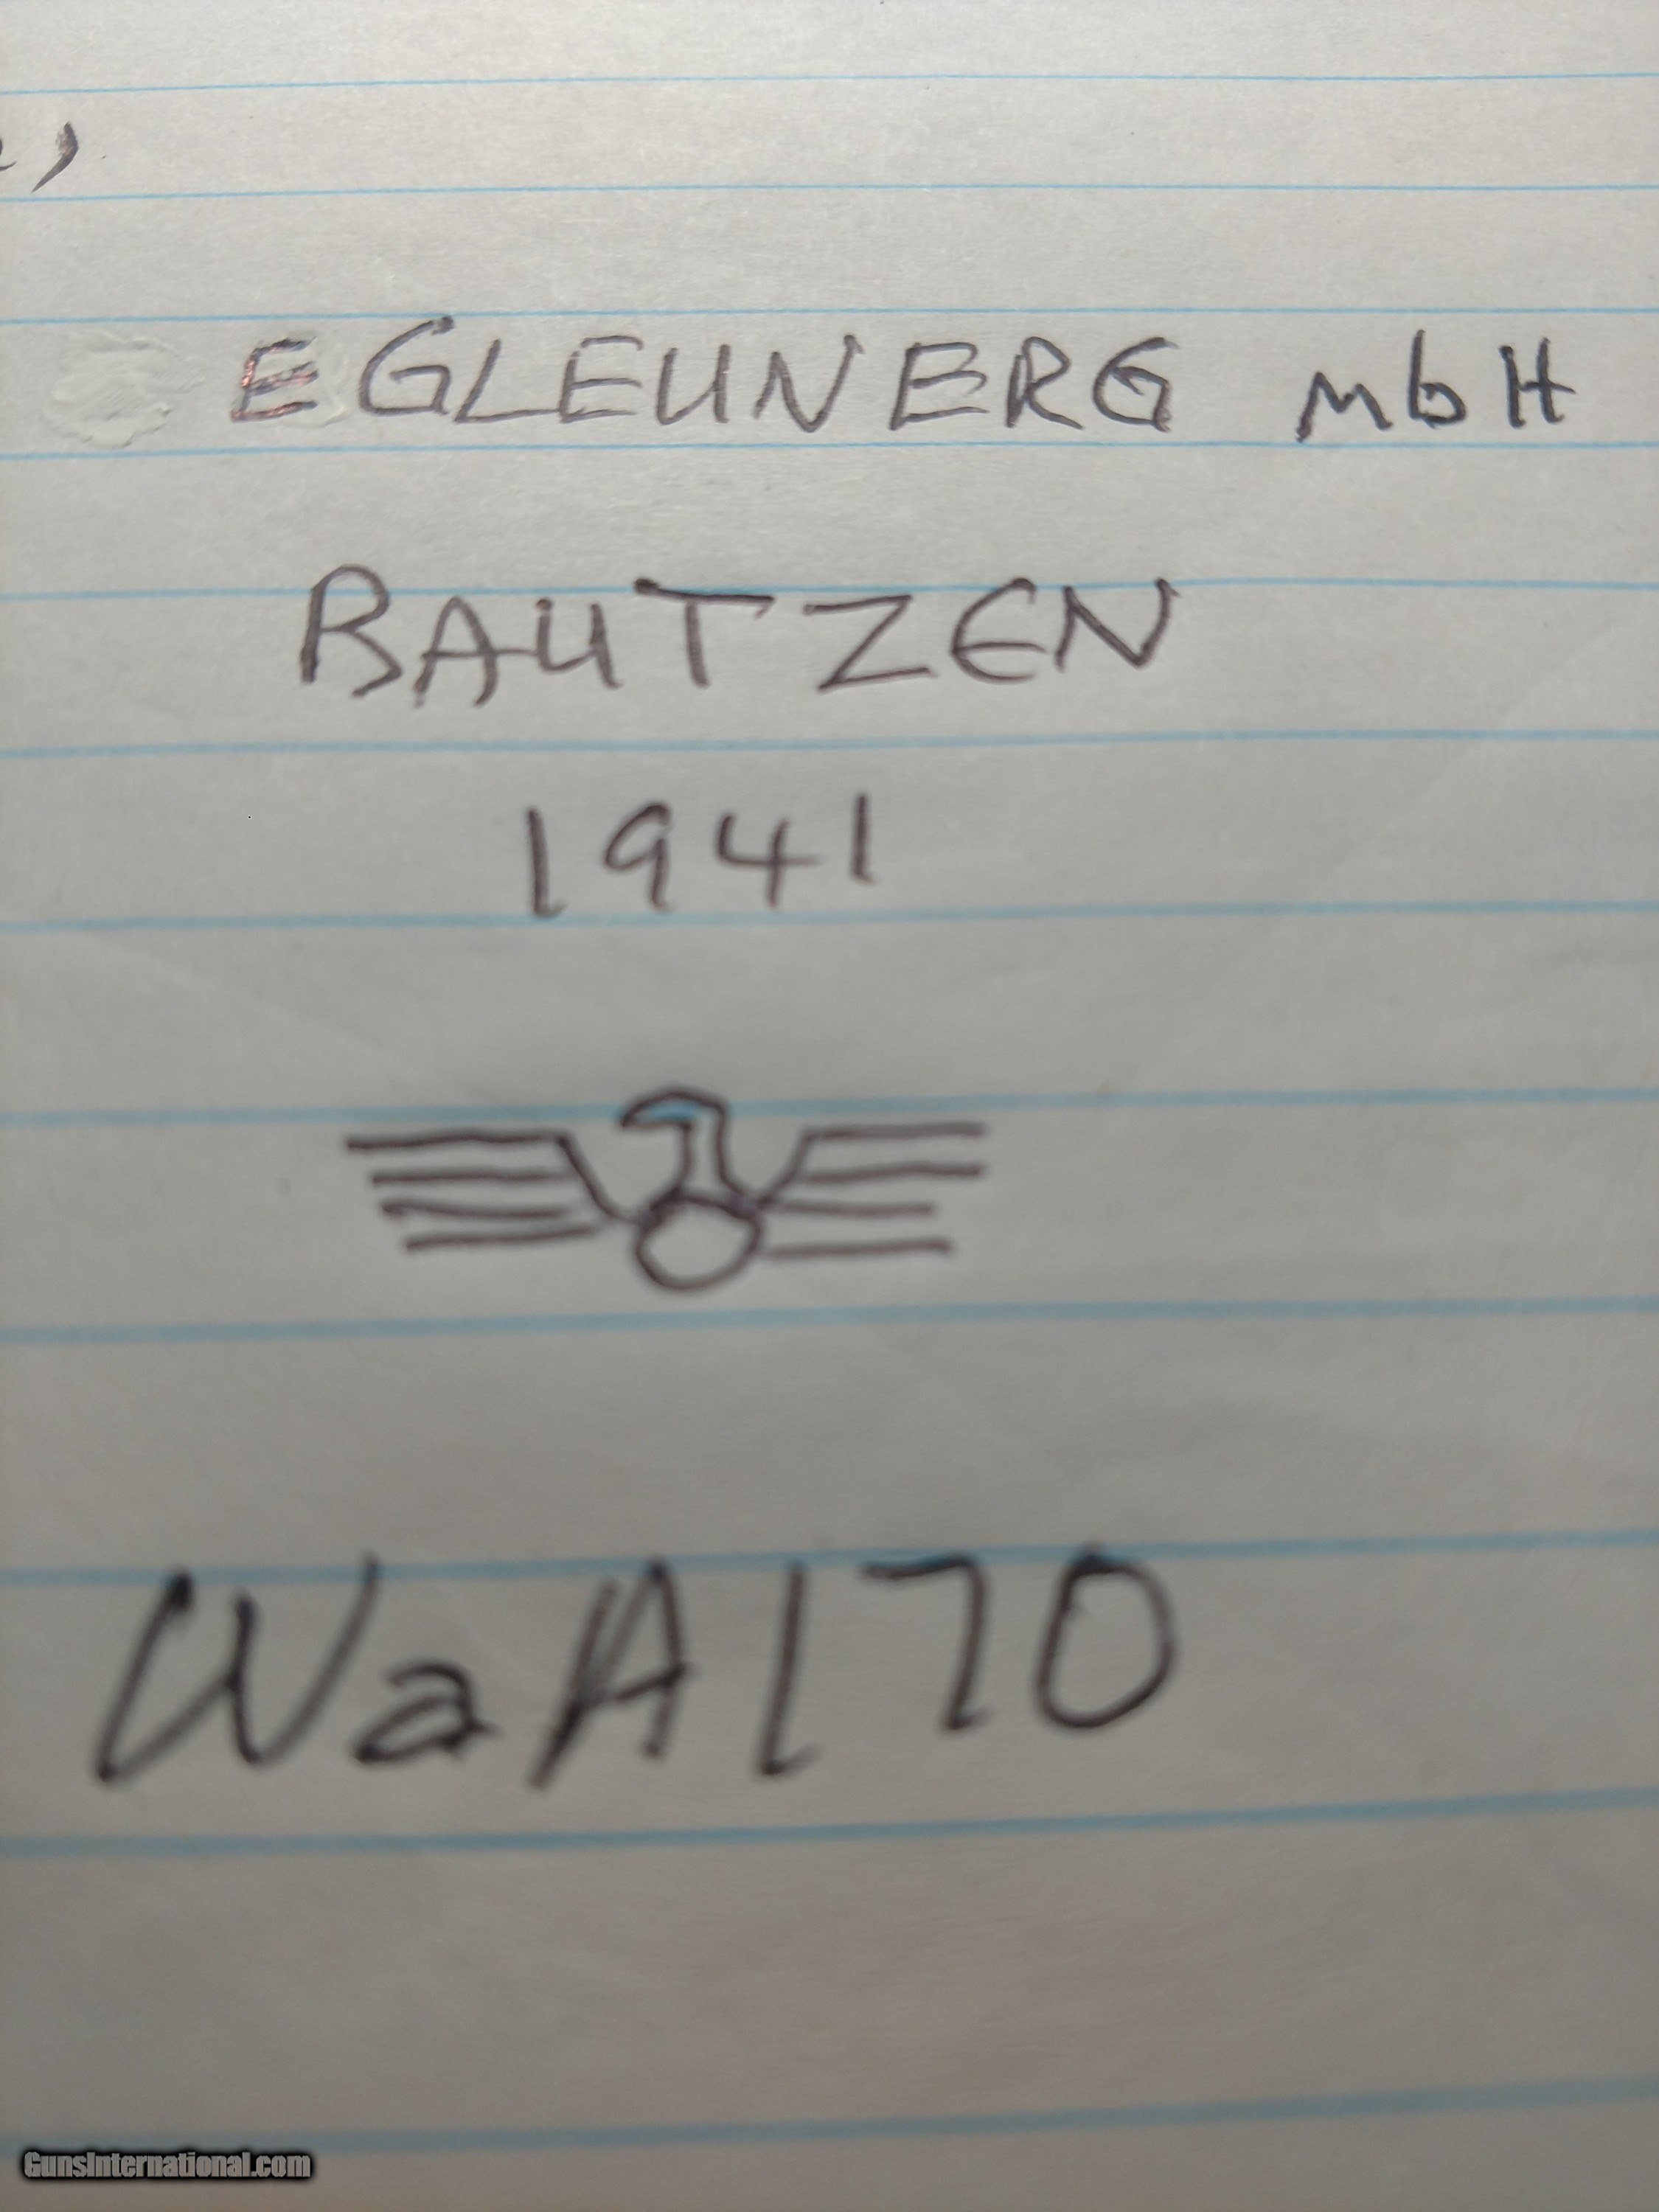 EGLEUNERG mbH
BAUTZEN
1941
WaA170
GunsInternational.com